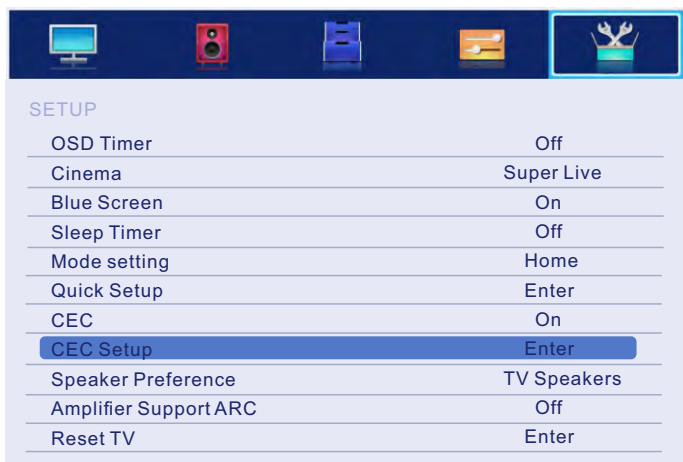 SETUP
OSD Timer Off
Cinema Super Live
Blue Screen On
Sleep Timer Off
Mode setting Home
Quick Setup Enter
CEC On
CEC Setup Enter
Speaker Preference TV Speakers
Amplifier Support ARC Off
Reset TV Enter